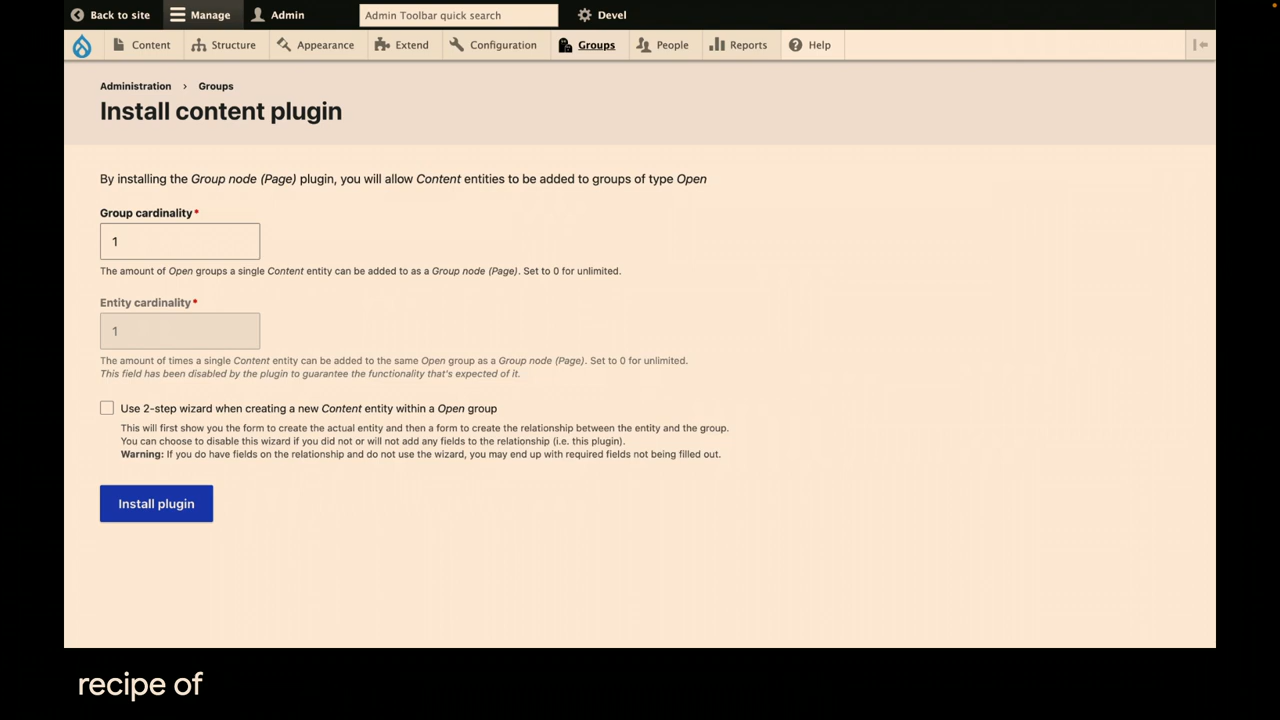 Back to site Manage Admin Admin Toolbar quick search Devel
Content Structure Appearance Extend Configuration Groups People Reports Help
Administration › Groups
Install content plugin
By installing the Group node (Page) plugin, you will allow Content entities to be added to groups of type Open
Group cardinality*
1
The amount of Open groups a single Content entity can be added to as a Group node (Page). Set to 0 for unlimited.
Entity cardinality*
1
The amount of times a single Content entity can be added to the same Open group as a Group node (Page). Set to 0 for unlimited.
This field has been disabled by the plugin to guarantee the functionality that's expected of it.
Use 2-step wizard when creating a new Content entity within a Open group
This will first show you the form to create the actual entity and then a form to create the relationship between the entity and the group.
You can choose to disable this wizard if you did not or will not add any fields to the relationship (i.e. this plugin).
Warning: If you do have fields on the relationship and do not use the wizard, you may end up with required fields not being filled out.
Install plugin
recipe of